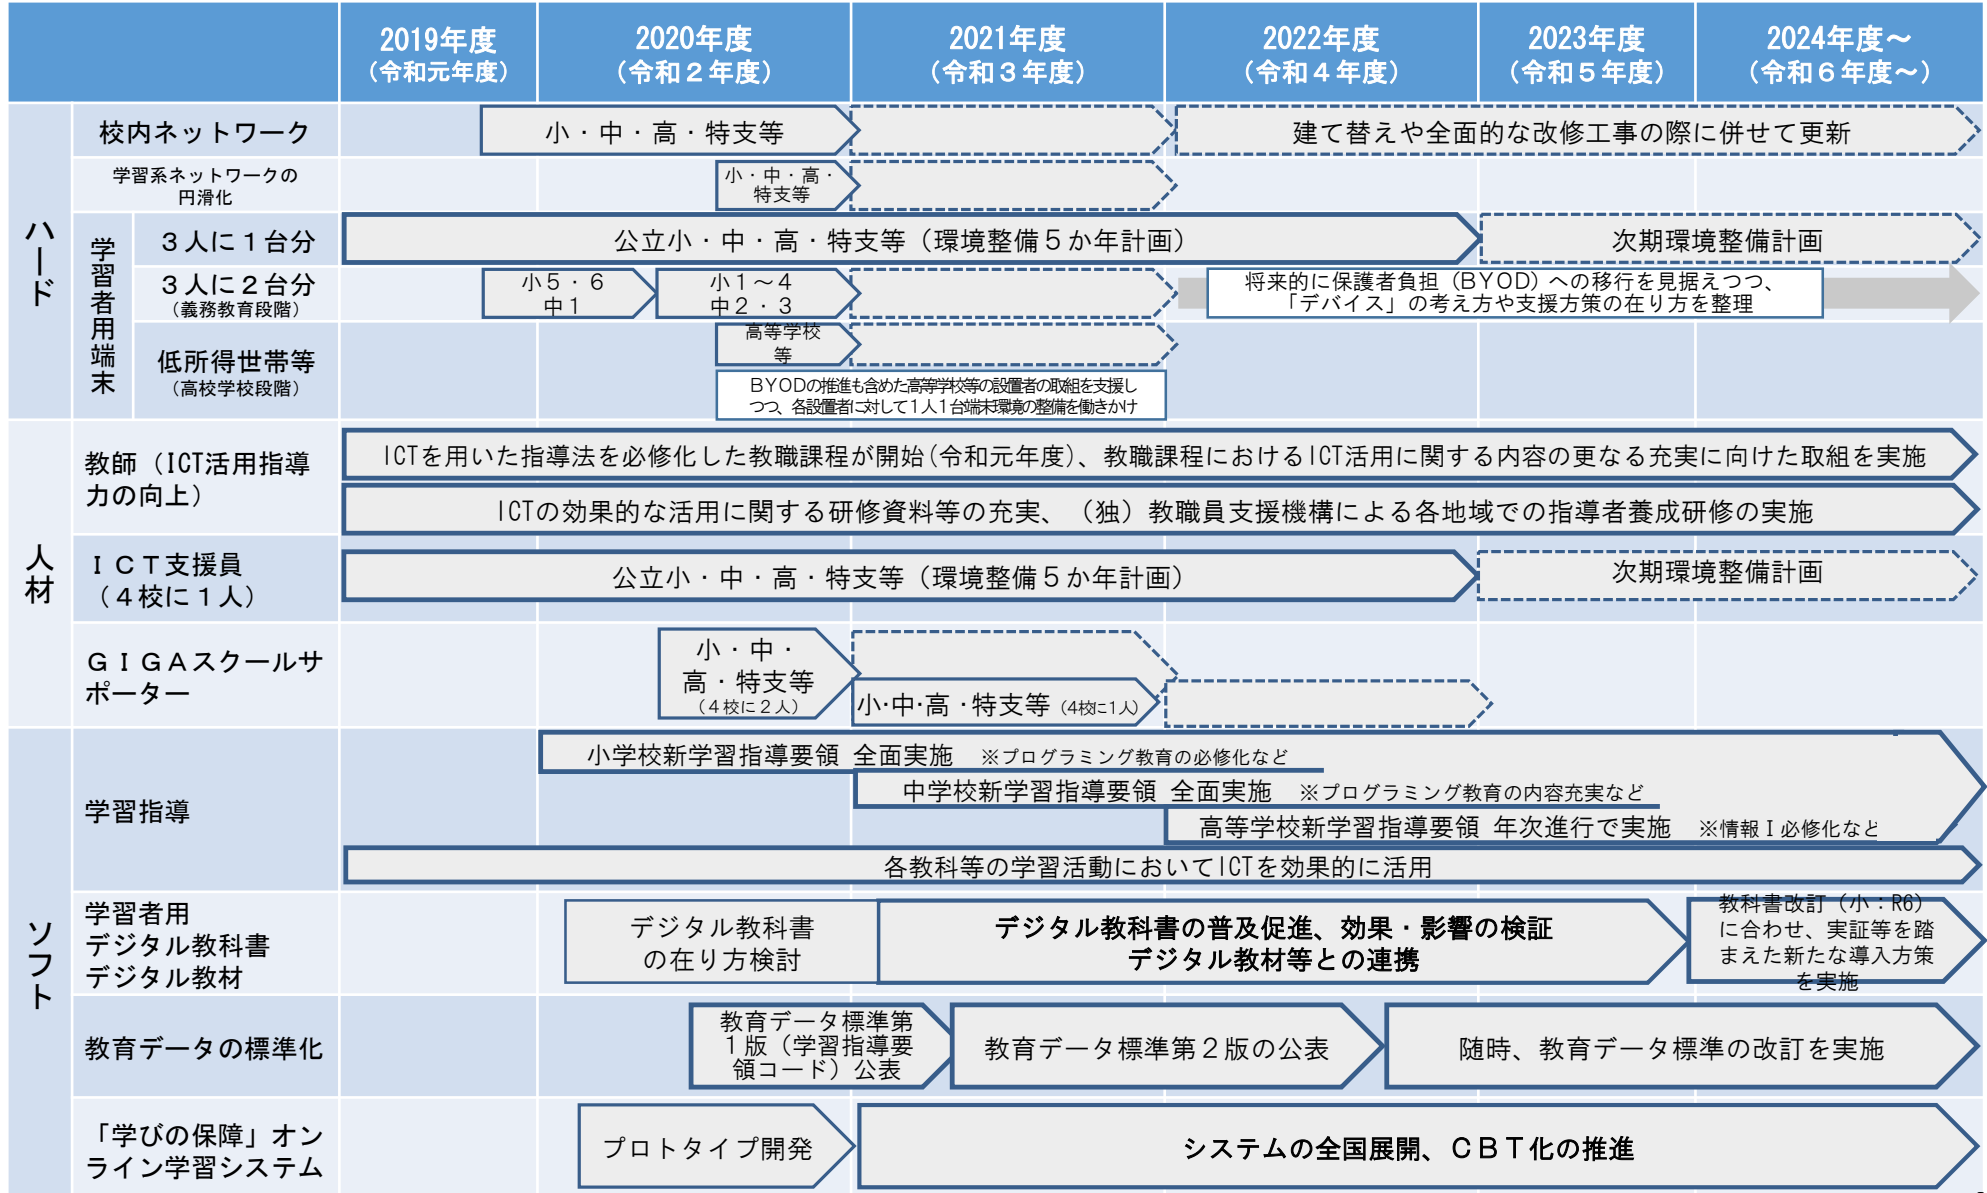 2019年度
（令和元年度）
2020年度
（令和２年度）
2021年度
（令和３年度）
2022年度
（令和４年度）
2023年度
（令和５年度）
2024年度～
（令和６年度～）
ハード
校内ネットワーク
小・中・高・特支等
建て替えや全面的な改修工事の際に併せて更新
学習系ネットワークの
円滑化
小・中・高・
特支等
学習者用端末
３人に１台分
公立小・中・高・特支等（環境整備５か年計画）
次期環境整備計画
３人に２台分
（義務教育段階）
小５・６
中１
小１～４
中２・３
将来的に保護者負担（BYOD）への移行を見据えつつ、
「デバイス」の考え方や支援方策の在り方を整理
低所得世帯等
（高校学校段階）
高等学校
等
BYODの推進も含めた高等学校等の設置者の取組を支援し
つつ、各設置者に対して１人１台端末環境の整備を働きかけ
人材
教師（ICT活用指導
力の向上）
ICTを用いた指導法を必修化した教職課程が開始(令和元年度)、教職課程におけるICT活用に関する内容の更なる充実に向けた取組を実施
ICTの効果的な活用に関する研修資料等の充実、（独）教職員支援機構による各地域での指導者養成研修の実施
ＩＣＴ支援員
（４校に１人）
公立小・中・高・特支等（環境整備５か年計画）
次期環境整備計画
ＧＩＧＡスクールサ
ポーター
小・中・
高・特支等
（４校に２人）
小・中・高・特支等（4校に1人）
ソフト
学習指導
小学校新学習指導要領 全面実施　※プログラミング教育の必修化など
中学校新学習指導要領 全面実施　※プログラミング教育の内容充実など
高等学校新学習指導要領 年次進行で実施　※情報Ⅰ必修化など
各教科等の学習活動においてICTを効果的に活用
学習者用
デジタル教科書
デジタル教材
デジタル教科書
の在り方検討
デジタル教科書の普及促進、効果・影響の検証
デジタル教材等との連携
教科書改訂（小：R6）
に合わせ、実証等を踏
まえた新たな導入方策
を実施
教育データの標準化
教育データ標準第
１版（学習指導要
領コード）公表
教育データ標準第２版の公表
随時、教育データ標準の改訂を実施
「学びの保障」オン
ライン学習システム
プロトタイプ開発
システムの全国展開、ＣＢＴ化の推進